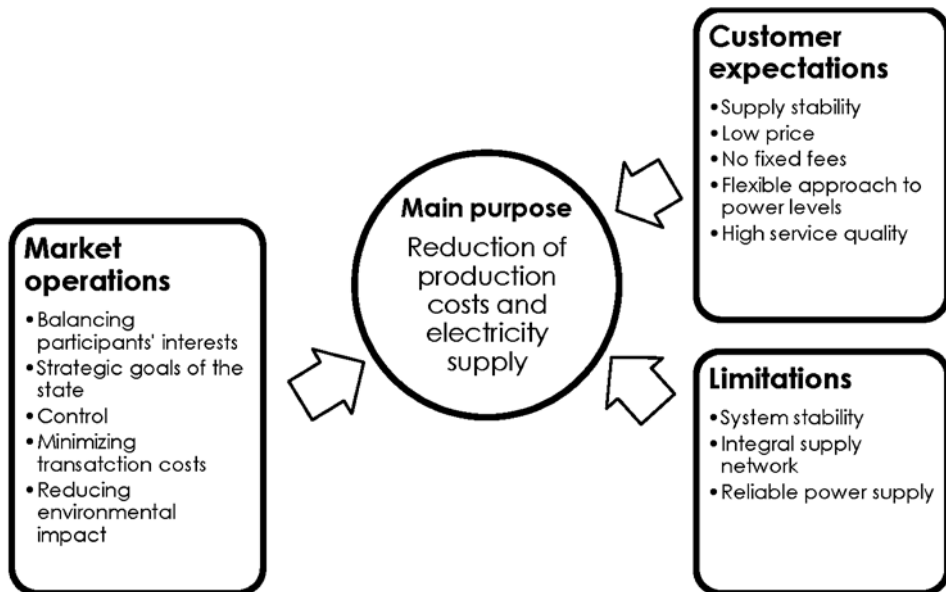 Market
operations
•Balancing
participants' interests
•Strategic goals of the
state
•Control
•Minimizing
transatction costs
•Reducing
environmental
impact
Main purpose
Reduction of
production
costs and
electricity
supply
Customer
expectations
•Supply stability
•Low price
•No fixed fees
•Flexible approach to
power levels
•High service quality
Limitations
•System stability
•Integral supply
network
•Reliable power supply